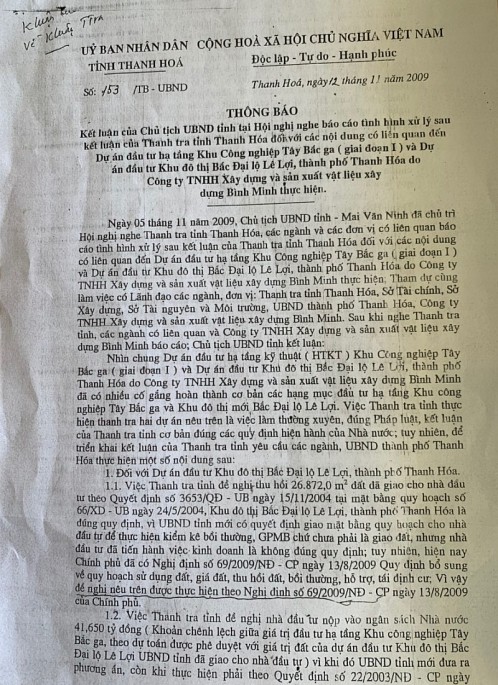 Khuất
Về
ỦY BAN NHÂN DÂN CỘNG HOÀ XÃ HỘI CHỦ NGHĨA VIỆT NAM
TỈNH THANH HOÁ Độc lập - Tự do - Hạnh phúc
Số: 153 /TB - UBND Thanh Hoá, ngày 12 tháng 11 năm 2009
THÔNG BÁO
Kết luận của Chủ tịch UBND tỉnh tại Hội nghị nghe báo cáo tình hình xử lý sau
kết luận của Thanh tra tỉnh Thanh Hóa đối với các nội dung có liên quan đến
Dự án đầu tư hạ tầng Khu Công nghiệp Tây Bắc ga ( giai đoạn I ) và Dự
án đầu tư Khu đô thị Bắc Đại lộ Lê Lợi, thành phố Thanh Hóa do
Công ty TNHH Xây dựng và sản xuất vật liệu xây
dựng Bình Minh thực hiện.
Ngày 05 tháng 11 năm 2009, Chủ tịch UBND tỉnh - Mai Văn Ninh đã chủ trì
Hội nghị nghe Thanh tra tỉnh Thanh Hóa, các ngành và các đơn vị có liên quan báo
cáo tình hình xử lý sau kết luận của Thanh tra tỉnh Thanh Hóa đối với các nội dung
có liên quan đến Dự án đầu tư hạ tầng Khu Công nghiệp Tây Bắc ga ( giai đoạn I )
và Dự án đầu tư Khu đô thị Bắc Đại lộ Lê Lợi, thành phố Thanh Hóa do Công ty
TNHH Xây dựng và sản xuất vật liệu xây dựng Bình Minh thực hiện. Tham dự cùng
làm việc có Lãnh đạo các ngành, đơn vị: Thanh tra tỉnh Thanh Hóa, Sở Tài chính, Sở
Xây dựng, Sở Tài nguyên và Môi trường, UBND thành phố Thanh Hóa, Công ty
TNHH Xây dựng và sản xuất vật liệu xây dựng Bình Minh. Sau khi nghe Thanh tra
tỉnh, các ngành có liên quan và Công ty TNHH Xây dựng và sản xuất vật liệu xây
dựng Bình Minh báo cáo; Chủ tịch UBND tỉnh kết luận:
Nhìn chung Dự án đầu tư hạ tầng kỹ thuật ( HTKT ) Khu Công nghiệp Tây
Bắc ga ( giai đoạn I ) và Dự án đầu tư Khu đô thị Bắc Đại lộ Lê Lợi, thành phố
Thanh Hóa do Công ty TNHH Xây dựng và sản xuất vật liệu xây dựng Bình Minh
đã có nhiều cố gắng hoàn thành cơ bản các hạng mục đầu tư hạ tầng Khu công
nghiệp Tây Bắc ga và Khu đô thị mới Bắc Đại lộ Lê Lợi. Việc Thanh tra tỉnh thực
hiện thanh tra hai dự án nêu trên là việc làm thường xuyên, đúng Pháp luật, kết luận
của Thanh tra tỉnh cơ bản đúng các quy định hiện hành của Nhà nước; tuy nhiên, để
triển khai kết luận của Thanh tra tỉnh yêu cầu các ngành, UBND thành phố Thanh
Hóa thực hiện một số nội dung sau:
1. Đối với Dự án đầu tư Khu đô thị Bắc Đại lộ Lê Lợi, thành phố Thanh Hóa.
1.1. Việc Thanh tra tỉnh đề nghị thu hồi 26.872,0 m² đất đã giao cho nhà đầu
tư theo Quyết định số 3653/QĐ - UB ngày 15/11/2004 tại mặt bằng quy hoạch số
66/XD - UB ngày 24/5/2004, Khu đô thị Bắc Đại lộ Lê Lợi, thành phố Thanh Hóa là
đúng quy định, vì UBND tỉnh mới có quyết định giao mặt bằng quy hoạch cho nhà
đầu tư để thực hiện kiểm kê bồi thường, GPMB chứ chưa phải là giao đất, nhưng nhà
đầu tư đã tiến hành việc kinh doanh là không đúng quy định; tuy nhiên, hiện nay
Chính phủ đã có Nghị định số 69/2009/NĐ - CP ngày 13/8/2009 Quy định bổ sung
về quy hoạch sử dụng đất, giá đất, thu hồi đất, bồi thường, hỗ trợ, tái định cư; Vì vậy
đề nghị nêu trên được thực hiện theo Nghị định số 69/2009/NĐ - CP ngày 13/8/2009
của Chính phủ.
1.2. Việc Thanh tra tỉnh đề nghị nhà đầu tư nộp vào ngân sách Nhà nước
41,650 tỷ đồng ( Khoản chênh lệch giữa giá trị đầu tư hạ tầng Khu công nghiệp Tây
Bắc ga, theo dự toán được phê duyệt với giá trị đất của dự án đầu tư Khu đô thị Bắc
Đại lộ Lê Lợi UBND tỉnh đã giao cho nhà đầu tư ) vì khi đó UBND tỉnh mới đưa ra
phương án, còn khi thực hiện phải theo Quyết định số 22/2003/NĐ - CP ngày